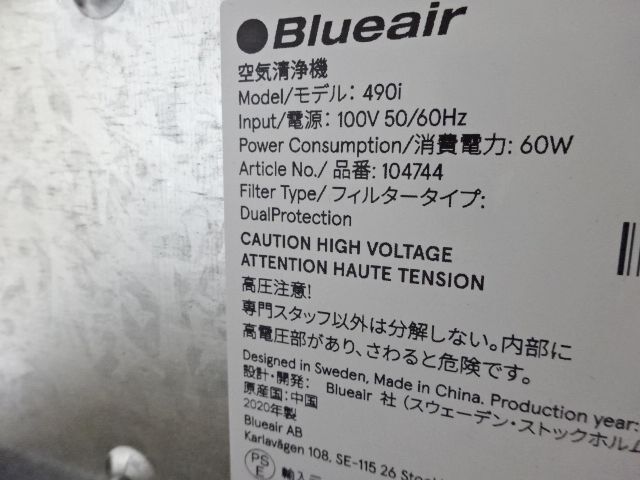 Blueair
空気清浄機
Model/モデル: 490i
Input/電源: 100V 50/60Hz
Power Consumption/消費電力: 60W
Article No./ 品番: 104744
Filter Type/ フィルタータイプ:
DualProtection
CAUTION HIGH VOLTAGE
ATTENTION HAUTE TENSION
高圧注意!
専門スタッフ以外は分解しない。内部に
高電圧部があり、さわると危険です。
Designed in Sweden, Made in China. Production year:
設計・開発: Blueair 社 (スウェーデン・ストックホルム
原産国: 中国
2020年製
Blueair AB
Karlavägen 108, SE-115 26 Stock
PS
E
輸入